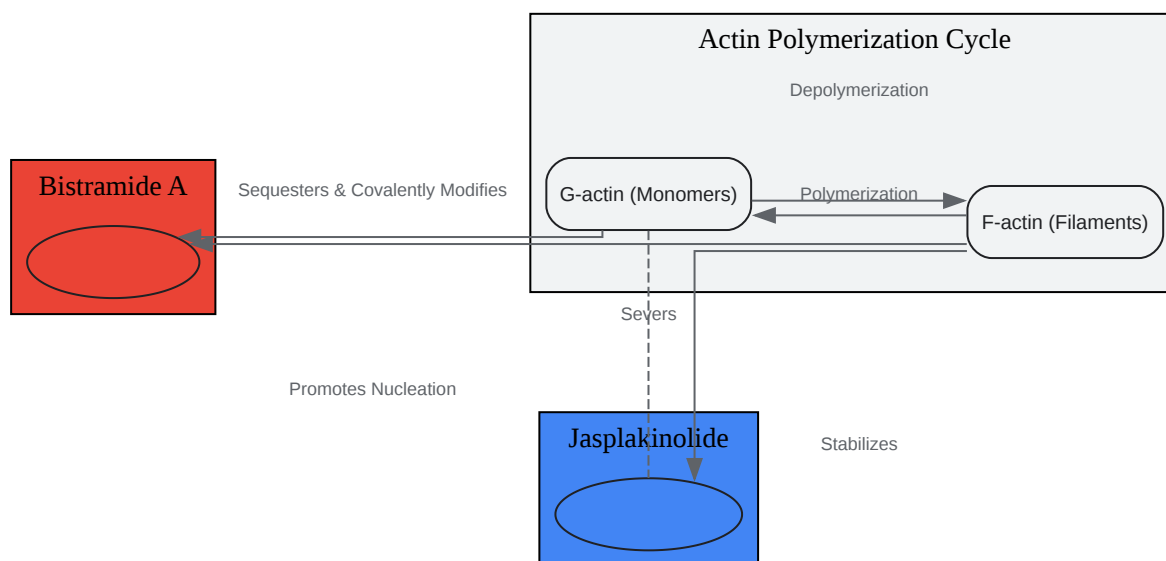 Actin Polymerization Cycle
Depolymerization
Bistramide A
Sequesters & Covalently Modifies
G-actin (Monomers)
Polymerization
F-actin (Filaments)
Severs
Promotes Nucleation
Jasplakinolide
Stabilizes